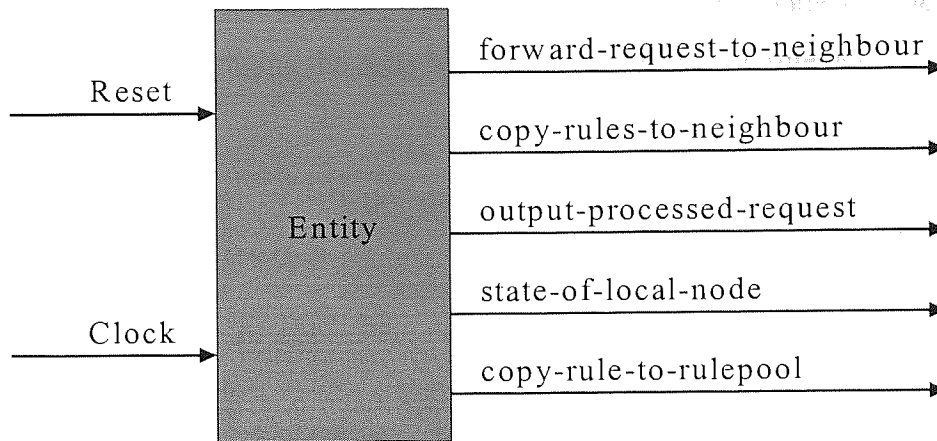 forward-request-to-neighbour
Reset
copy-rules-to-neighbour
output-processed-request
Entity
state-of-local-node
Clock
copy-rule-to-rulepool